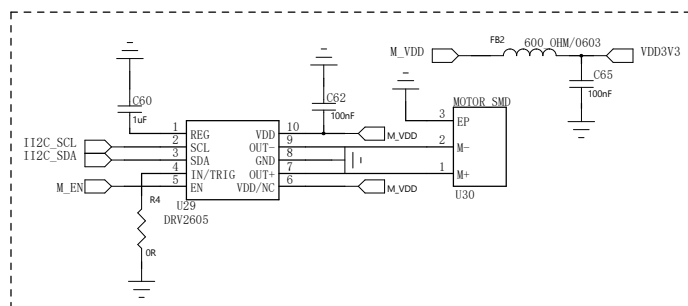 M_VDD
FB2
600 OHM/0603
VDD3V3
C65
100nF
C60
1uF
C62
100nF
MOTOR_SMD
3 EP
2 M-
1 M+
U30
II2C_SCL
II2C_SDA
M_EN
1 REG
2 SCL
3 SDA
4 IN/TRIG
5 EN
VDD 10
OUT- 9
GND 8
OUT+ 7
VDD/NC 6
M_VDD
M_VDD
U29
DRV2605
R4
0R